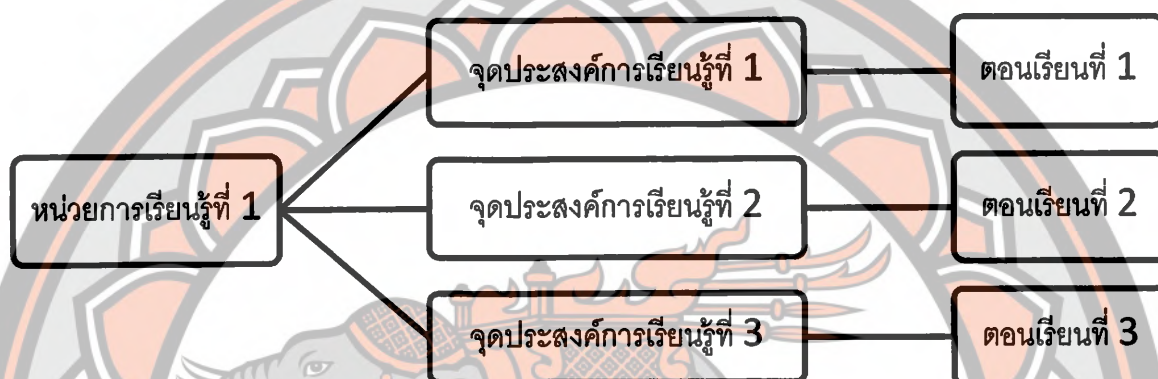 จุดประสงค์การเรียนรู้ที่ 1
ตอนเรียนที่ 1
หน่วยการเรียนรู้ที่ 1
จุดประสงค์การเรียนรู้ที่ 2
ตอนเรียนที่ 2
จุดประสงค์การเรียนรู้ที่ 3
ตอนเรียนที่ 3